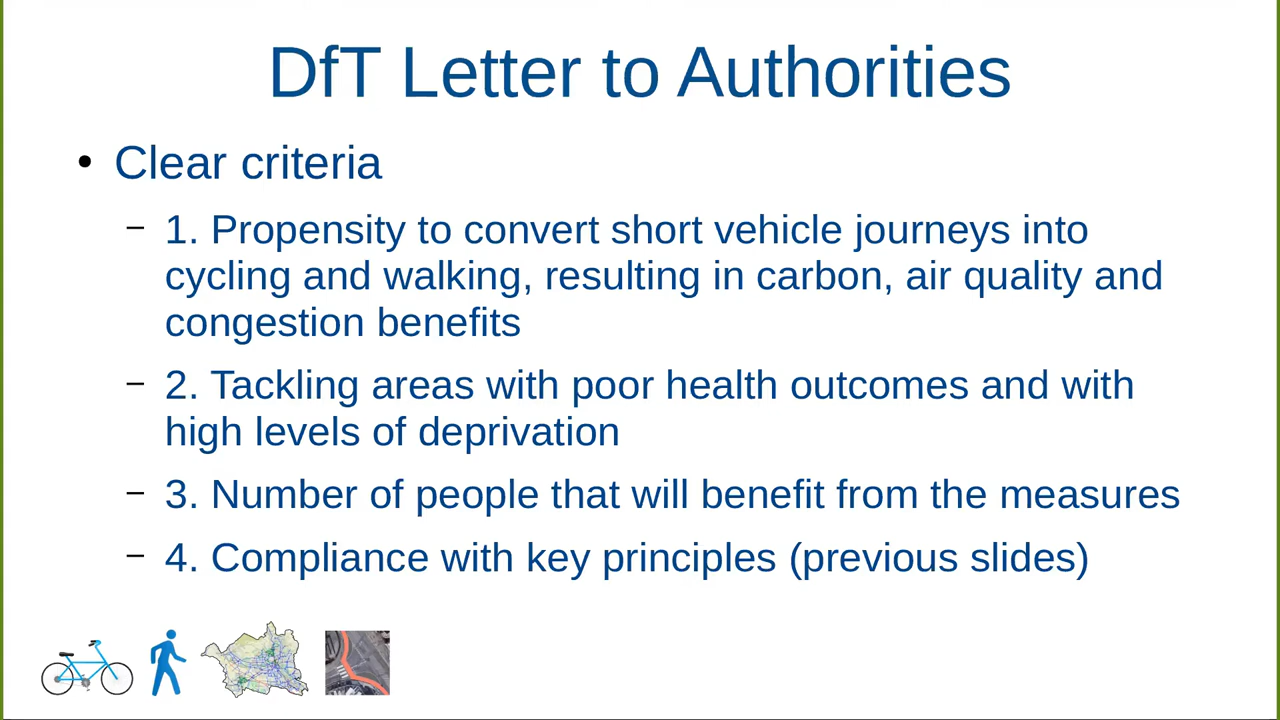 DfT Letter to Authorities
• Clear criteria
– 1. Propensity to convert short vehicle journeys into
cycling and walking, resulting in carbon, air quality and
congestion benefits
– 2. Tackling areas with poor health outcomes and with
high levels of deprivation
– 3. Number of people that will benefit from the measures
– 4. Compliance with key principles (previous slides)